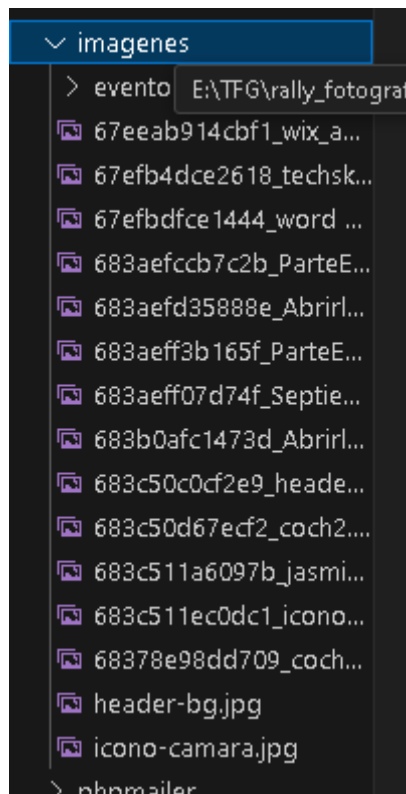 imagenes
evento
E:\TFG\rally_fotograf
67eeab914cbf1_wix_a...
67efb4dce2618_techsk...
67efbdfce1444_word ...
683aefccb7c2b_ParteE...
683aefd35888e_Abrirl...
683aeff3b165f_ParteE...
683aeff07d74f_Septie...
683b0afc1473d_Abrirl...
683c50c0cf2e9_heade...
683c50d67ecf2_coch2....
683c511a6097b_jasmi...
683c511ec0dc1_icono...
68378e98dd709_coch...
header-bg.jpg
icono-camara.jpg
phpmailer